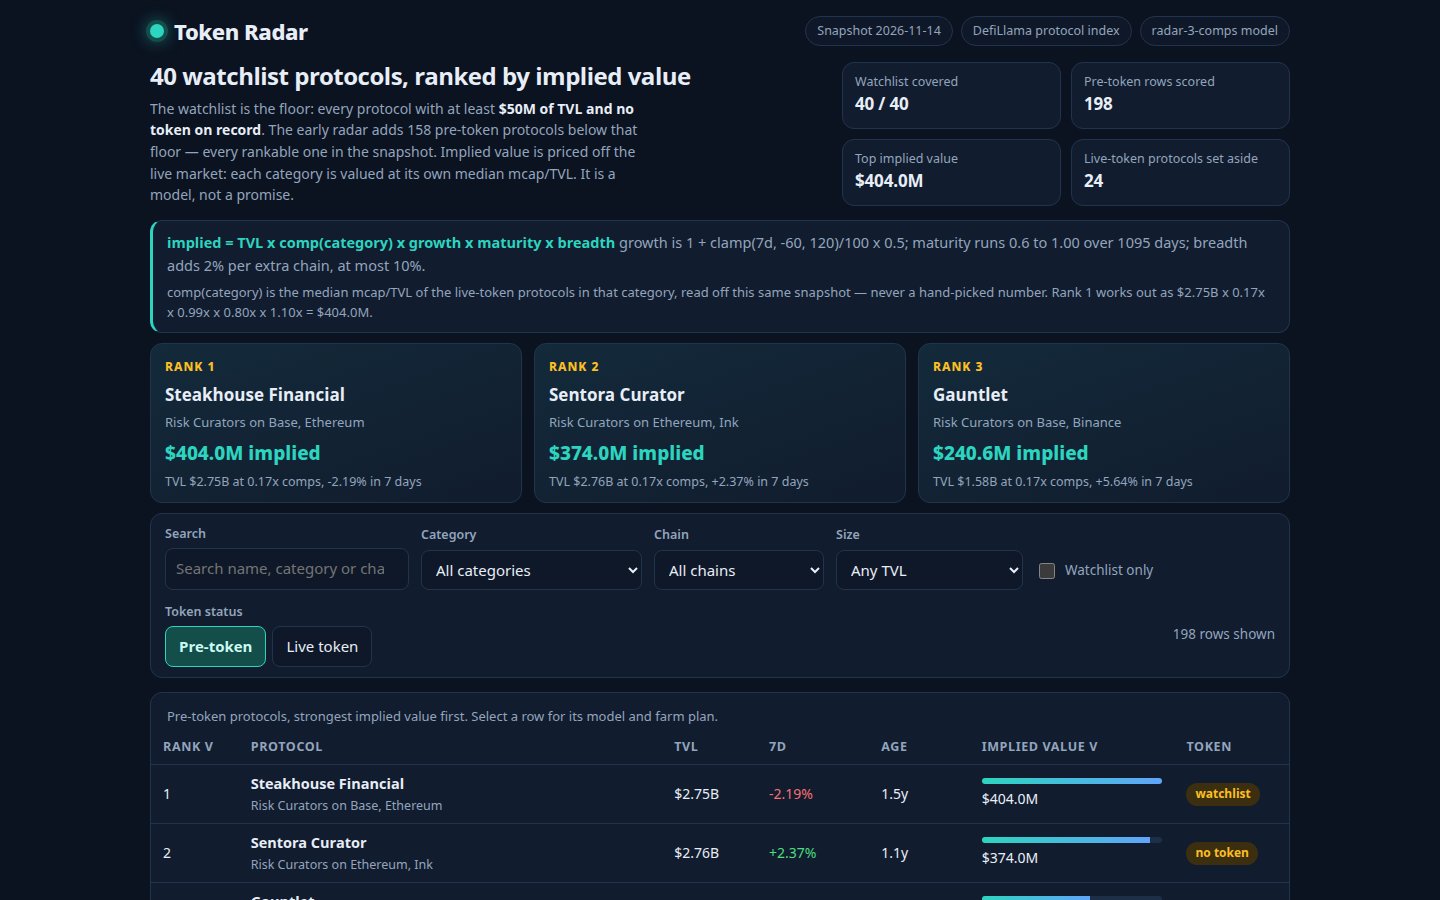 Token Radar
Snapshot 2026-11-14
DefiLlama protocol index
radar-3-comps model
40 watchlist protocols, ranked by implied value
The watchlist is the floor: every protocol with at least $50M of TVL and no
token on record. The early radar adds 158 pre-token protocols below that
floor — every rankable one in the snapshot. Implied value is priced off the
live market: each category is valued at its own median mcap/TVL. It is a
model, not a promise.
Watchlist covered
40 / 40
Pre-token rows scored
198
Top implied value
$404.0M
Live-token protocols set aside
24
implied = TVL x comp(category) x growth x maturity x breadth growth is 1 + clamp(7d, -60, 120)/100 x 0.5; maturity runs 0.6 to 1.00 over 1095 days; breadth
adds 2% per extra chain, at most 10%.
comp(category) is the median mcap/TVL of the live-token protocols in that category, read off this same snapshot — never a hand-picked number. Rank 1 works out as $2.75B x 0.17x
x 0.99x x 0.80x x 1.10x = $404.0M.
RANK 1
Steakhouse Financial
Risk Curators on Base, Ethereum
$404.0M implied
TVL $2.75B at 0.17x comps, -2.19% in 7 days
RANK 2
Sentora Curator
Risk Curators on Ethereum, Ink
$374.0M implied
TVL $2.76B at 0.17x comps, +2.37% in 7 days
RANK 3
Gauntlet
Risk Curators on Base, Binance
$240.6M implied
TVL $1.58B at 0.17x comps, +5.64% in 7 days
Search
Search name, category or cha
Category
All categories
Chain
All chains
Size
Any TVL
Watchlist only
Token status
Pre-token
Live token
198 rows shown
Pre-token protocols, strongest implied value first. Select a row for its model and farm plan.
RANK V PROTOCOL TVL 7D AGE IMPLIED VALUE V TOKEN
1 Steakhouse Financial $2.75B -2.19% 1.5y $404.0M watchlist
Risk Curators on Base, Ethereum
2 Sentora Curator $2.76B +2.37% 1.1y $374.0M no token
Risk Curators on Ethereum, Ink
Gauntlet